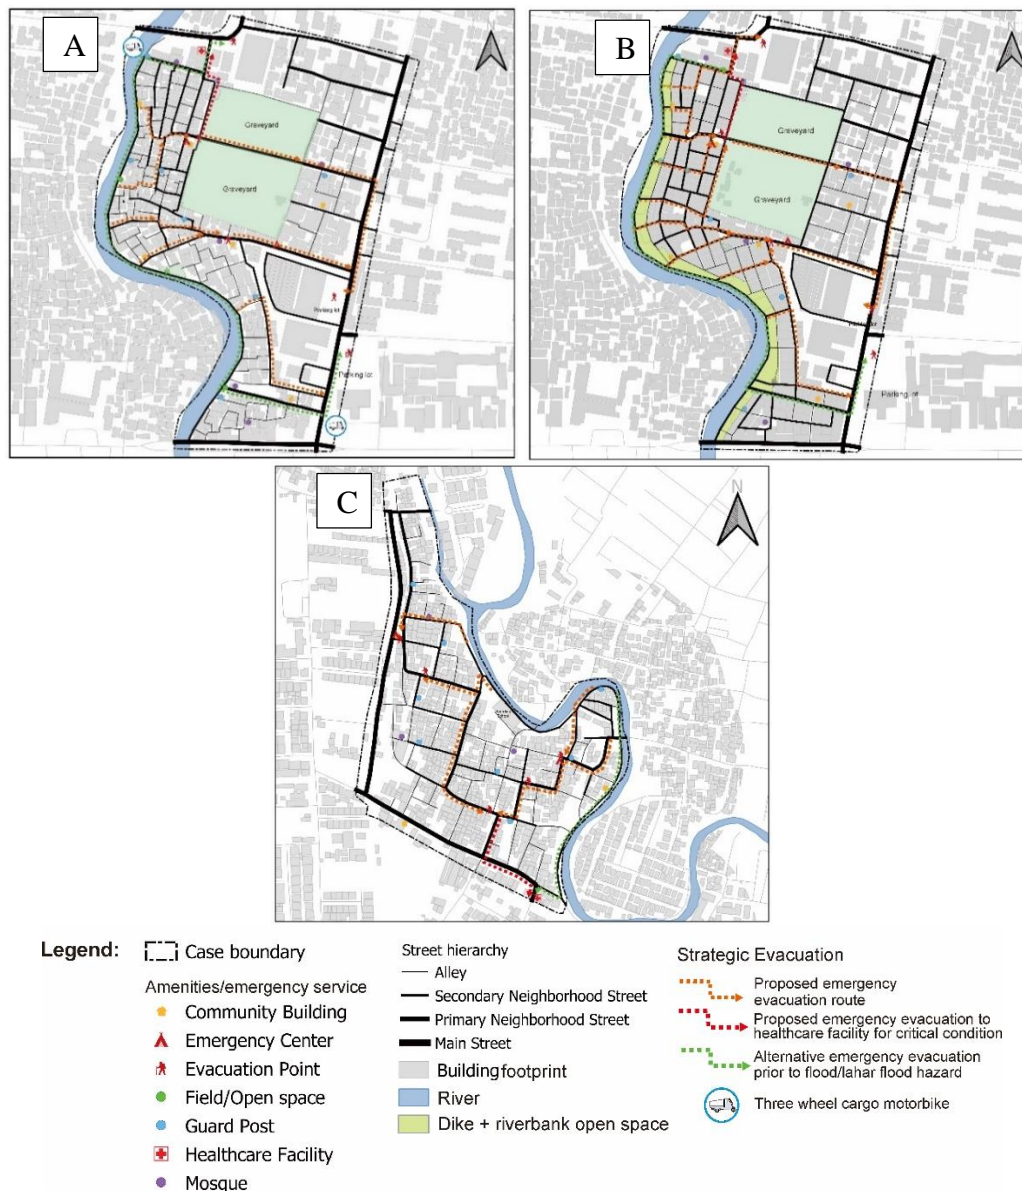 A
N
Graveyard
Graveyard
Parking lot
Parking lot
B
N
Graveyard
Graveyard
Parking lot
C
N
Legend:
Case boundary
Amenities/emergency service
Community Building
Emergency Center
Evacuation Point
Field/Open space
Guard Post
Healthcare Facility
Mosque
Street hierarchy
Alley
Secondary Neighborhood Street
Primary Neighborhood Street
Main Street
Building footprint
River
Dike + riverbank open space
Strategic Evacuation
Proposed emergency
evacuation route
Proposed emergency evacuation to
healthcare facility for critical condition
Alternative emergency evacuation
prior to flood/lahar flood hazard
Three wheel cargo motorbike